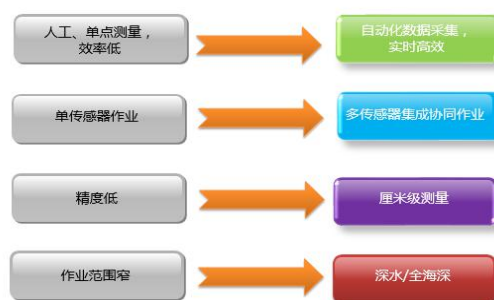 人工、单点测量，
效率低
自动化数据采集，
实时高效
单传感器作业
多传感器集成协同作业
精度低
厘米级测量
作业范围窄
深水/全海深